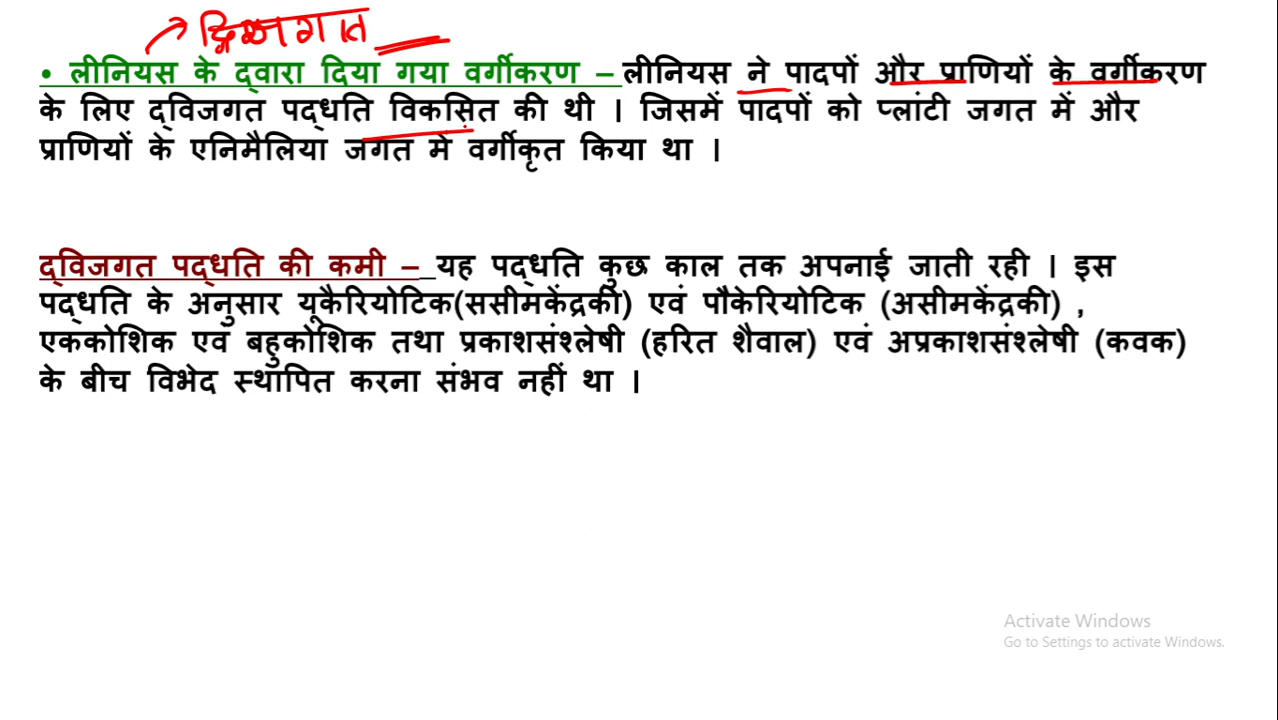 द्विजगत
• लीनियस के द्वारा दिया गया वर्गीकरण – लीनियस ने पादपों और प्राणियों के वर्गीकरण
के लिए द्विजगत पद्धति विकसित की थी । जिसमें पादपों को प्लांटी जगत में और
प्राणियों के एनिमैलिया जगत में वर्गीकृत किया था ।
द्विजगत पद्धति की कमी – यह पद्धति कुछ काल तक अपनाई जाती रही । इस
पद्धति के अनुसार यूकैरियोटिक(ससीमकेंद्रकी) एवं पौकेरियोटिक (असीमकेंद्रकी) ,
एककोशिक एवं बहुकोशिक तथा प्रकाशसंश्लेषी (हरित शैवाल) एवं अप्रकाशसंश्लेषी (कवक)
के बीच विभेद स्थापित करना संभव नहीं था ।
Activate Windows
Go to Settings to activate Windows.